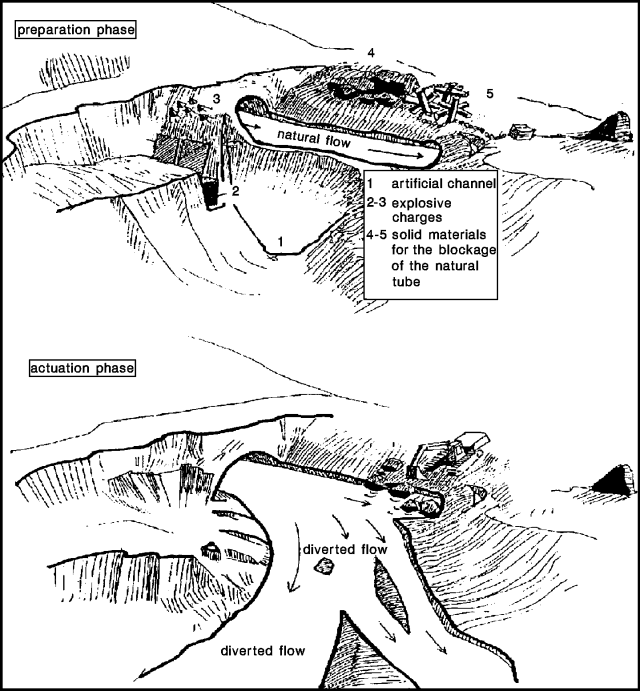 preparation phase
4
5
3
natural flow
2
1
1 artificial channel
2-3 explosive
charges
4-5 solid materials
for the blockage
of the natural
tube
actuation phase
diverted flow
diverted flow